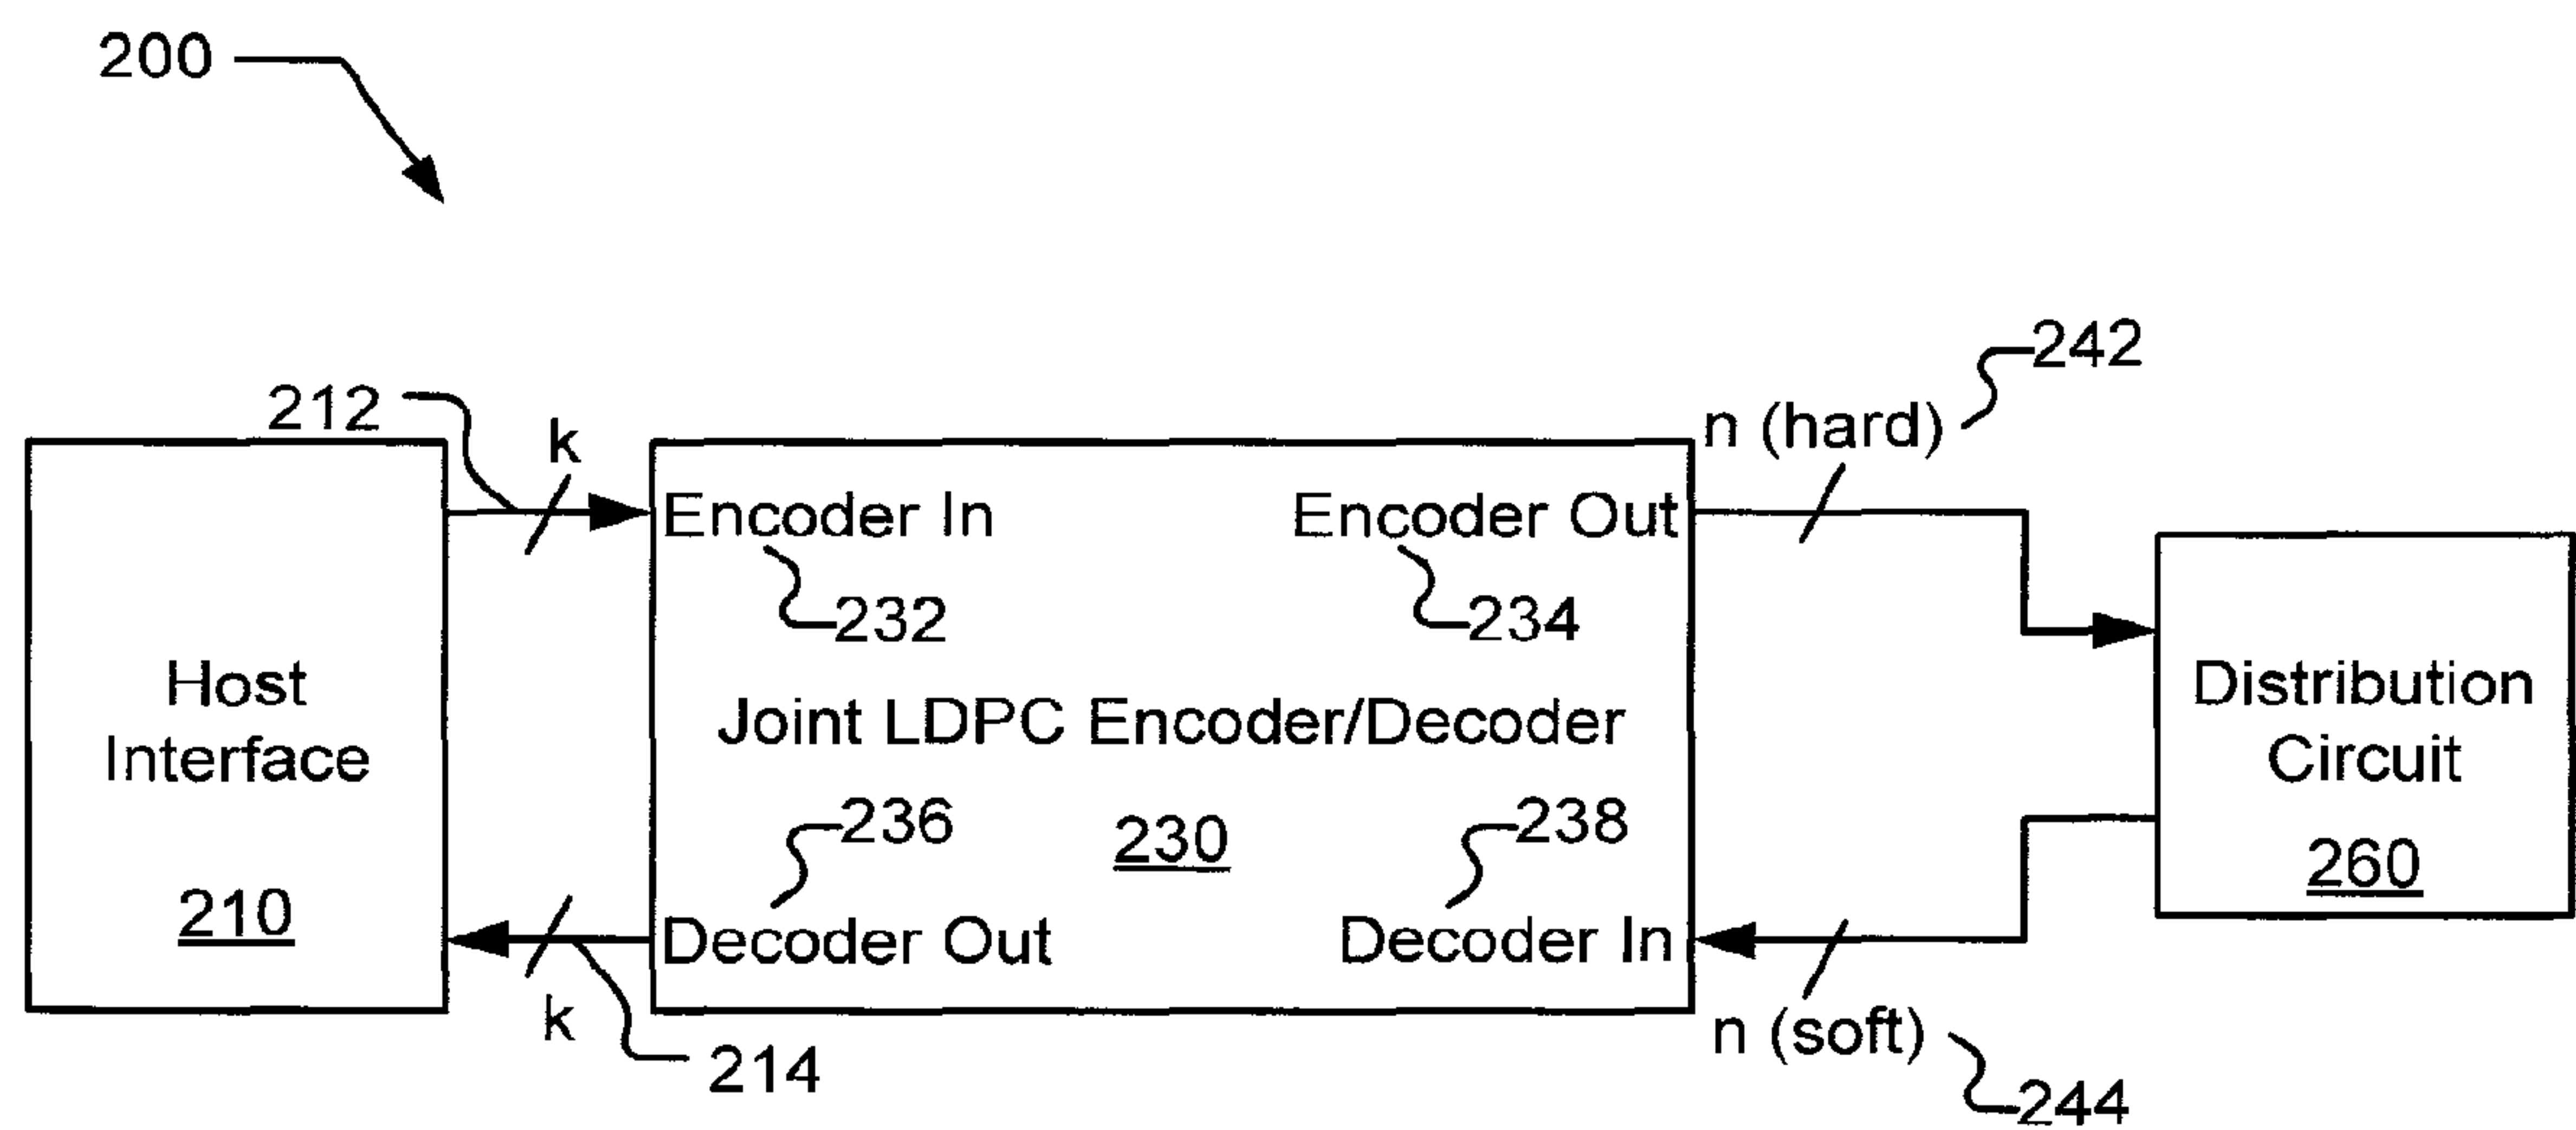 200
242
212
k
n (hard)
Encoder In
Encoder Out
232
234
Host
Interface
210
Joint LDPC Encoder/Decoder
230
Distribution
Circuit
260
236
238
Decoder Out
Decoder In
k
214
n (soft)
244